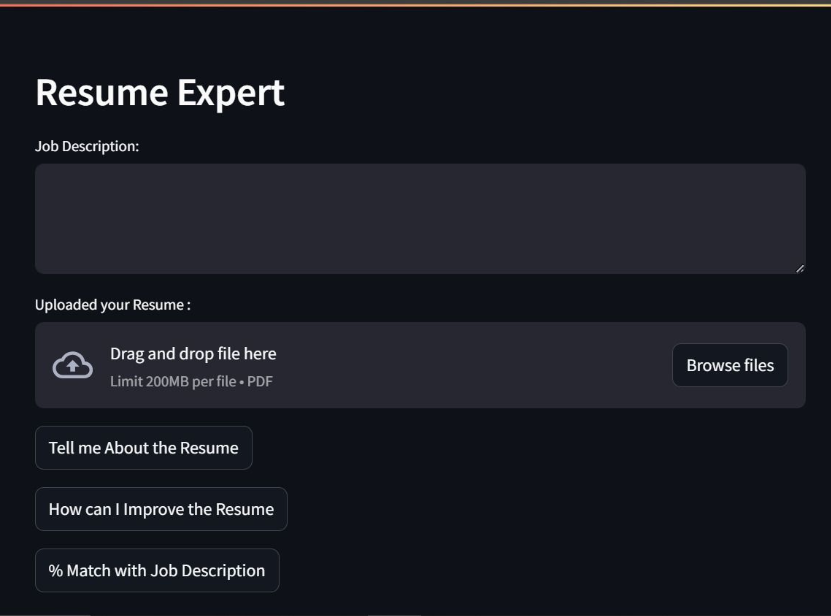 Resume Expert
Job Description:
Uploaded your Resume :
Drag and drop file here
Limit 200MB per file • PDF
Browse files
Tell me About the Resume
How can I Improve the Resume
% Match with Job Description